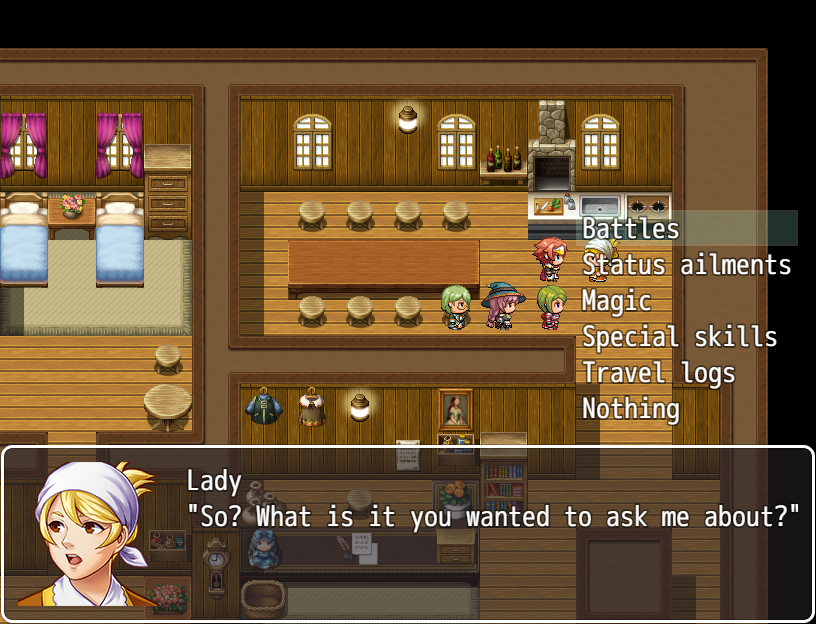 Battles
Status ailments
Magic
Special skills
Travel logs
Nothing
Lady
"So? What is it you wanted to ask me about?"